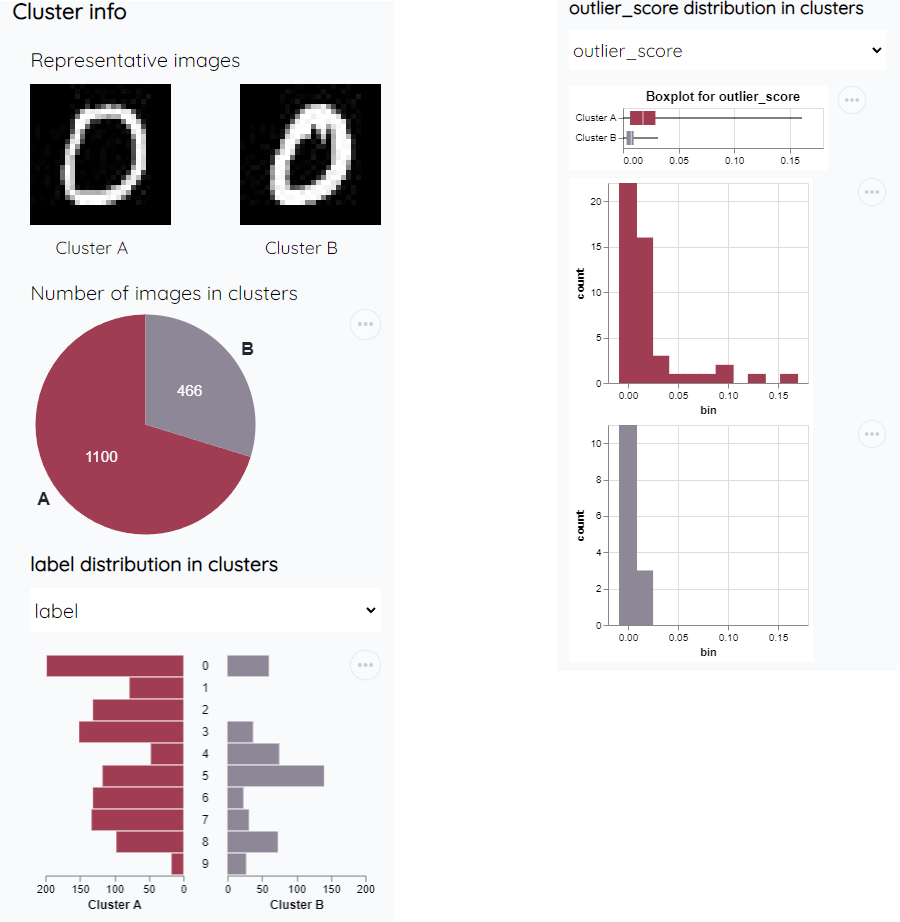 Cluster info
Representative images
Cluster A Cluster B
Number of images in clusters
B
466
1100
A
label distribution in clusters
label
0
1
2
3
4
5
6
7
8
9
200 150 100 50 0 0 50 100 150 200
Cluster A Cluster B
outlier_score distribution in clusters
outlier_score
Boxplot for outlier_score
Cluster A
Cluster B
0.00 0.05 0.10 0.15
20
15
10
5
0
count
0.00 0.05 0.10 0.15
bin
10
8
6
4
2
0
count
0.00 0.05 0.10 0.15
bin